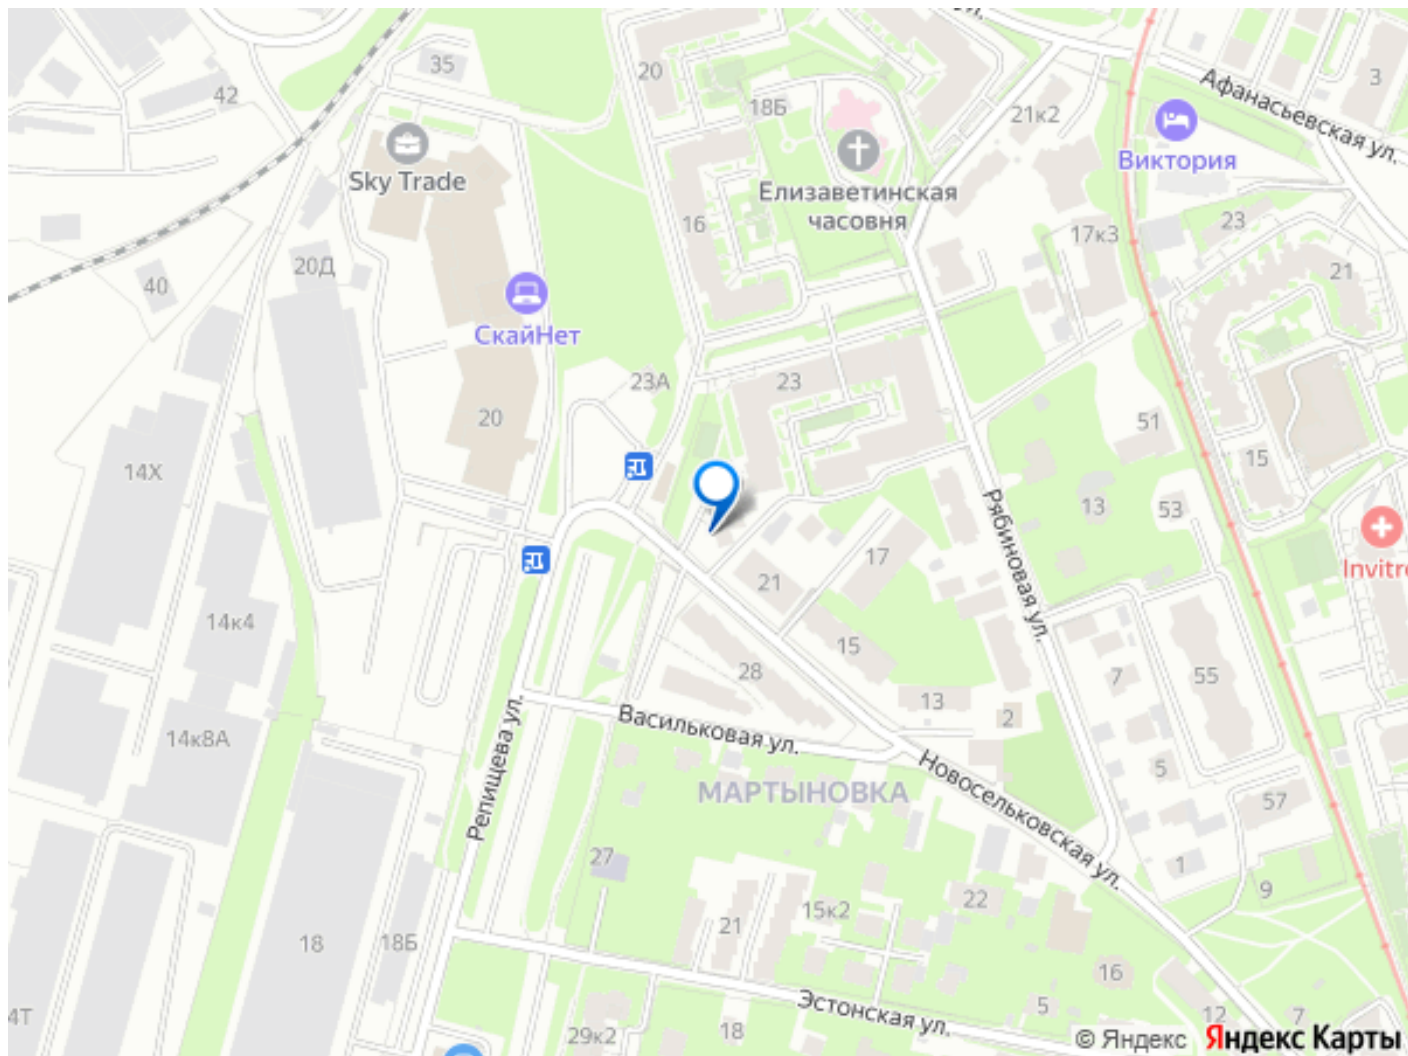 35
42
20
18Б
3
Афанасьевская ул.
21к2
Виктория
Sky Trade
Елизаветинская
часовня
16
23
17к3
20Д
40
21
СкайНет
23А
23
20
51
14Х
15
Рябиновая ул.
13
53
Invitro
17
21
14к4
15
28
7
55
13
2
Васильковая ул.
14к8А
Репищева ул.
МАРТЫНОВКА
Новосельковская ул.
5
57
27
1
9
22
15к2
21
18
18Б
16
Эстонская ул.
5
12
7
4Т
18
29к2
© Яндекс Яндекс Карты